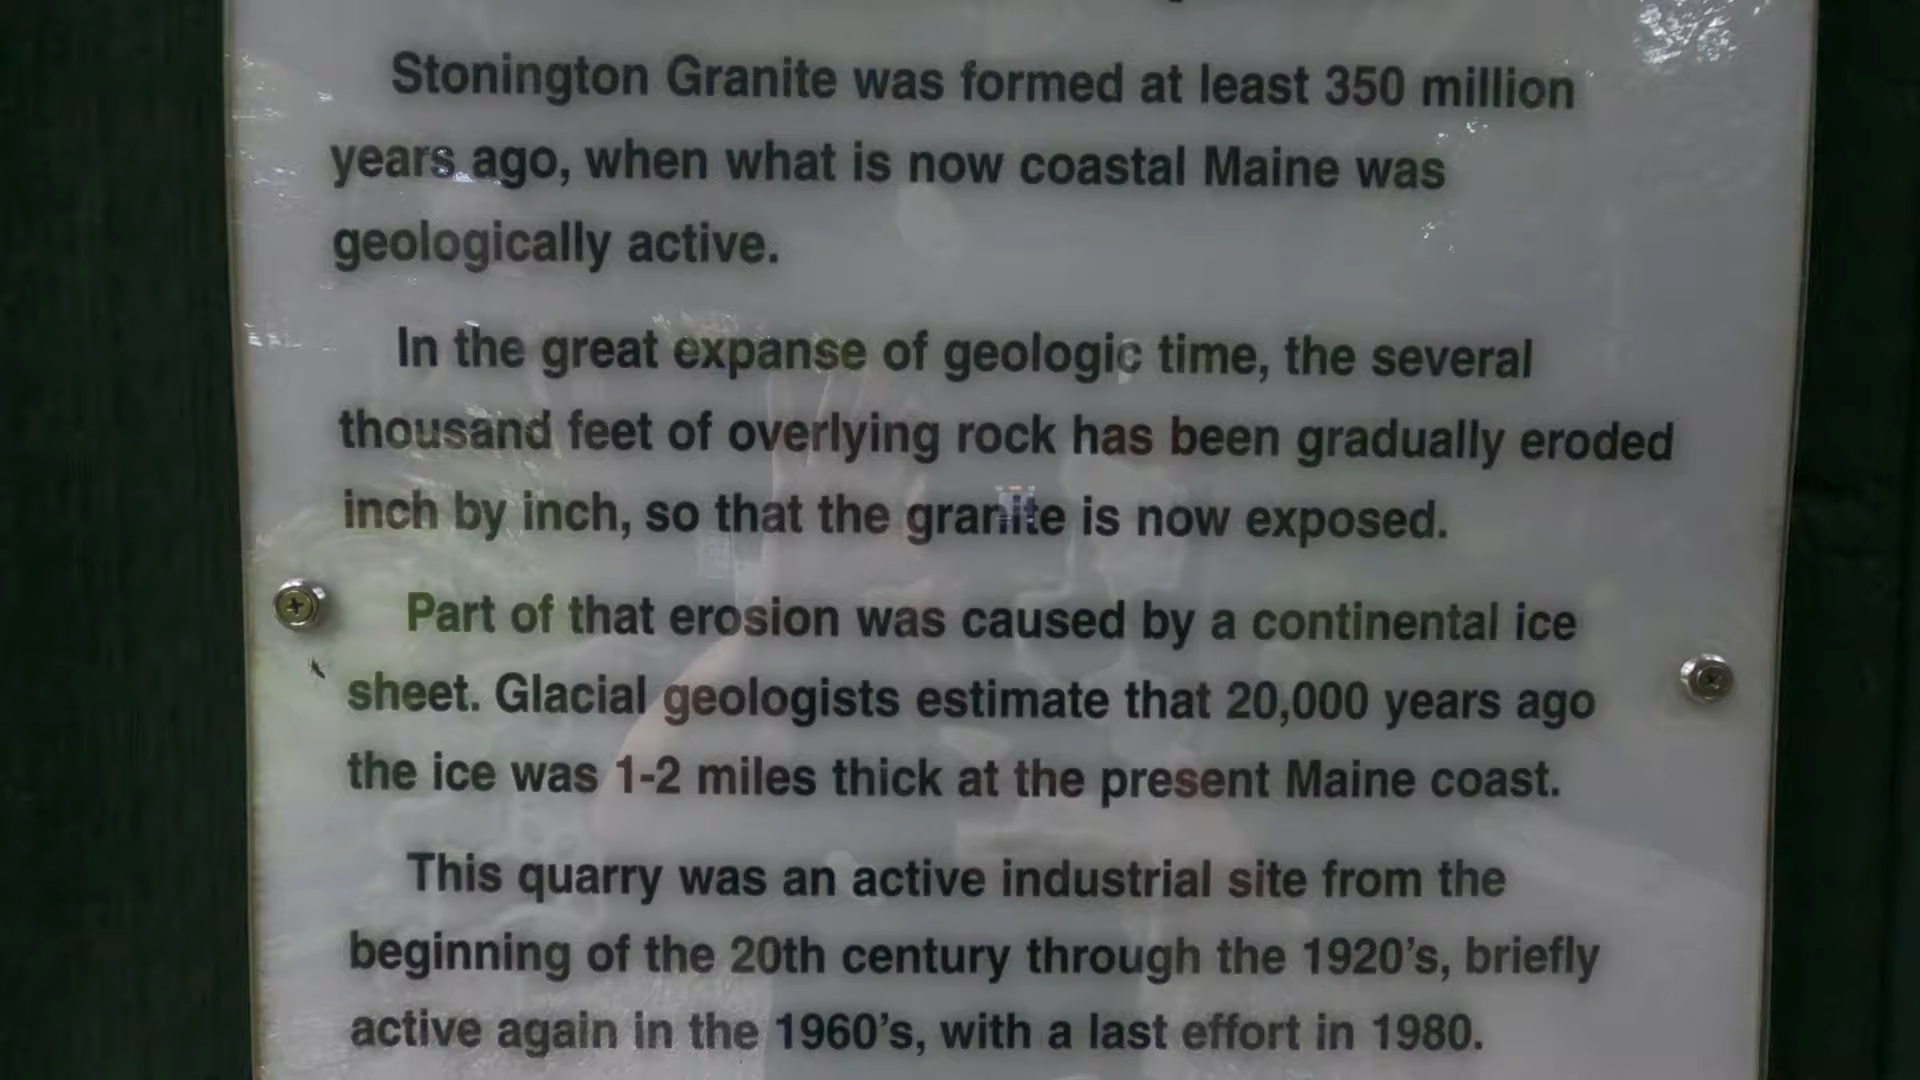 Stonington Granite was formed at least 350 million
years ago, when what is now coastal Maine was
geologically active.
In the great expanse of geologic time, the several
thousand feet of overlying rock has been gradually eroded
inch by inch, so that the granite is now exposed.
Part of that erosion was caused by a continental ice
sheet. Glacial geologists estimate that 20,000 years ago
the ice was 1-2 miles thick at the present Maine coast.
This quarry was an active industrial site from the
beginning of the 20th century through the 1920's, briefly
active again in the 1960's, with a last effort in 1980.